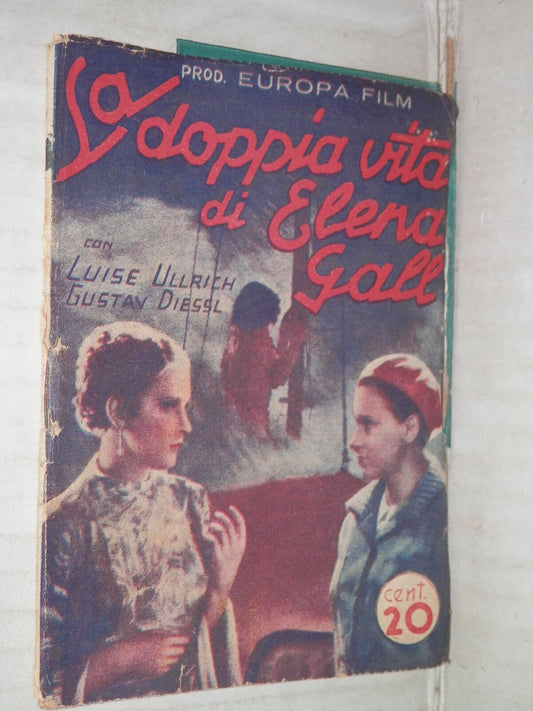 PROD. EUROPA FILM
La doppia vita
di Elena
Gall
CON
LUISE ULLRICH
GUSTAV DIESSL
cent.
20